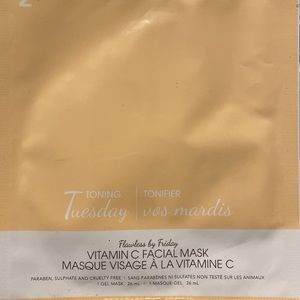 2
TONING TONIFIER
Tuesday vos mardis
Flawless by Friday
VITAMIN C FACIAL MASK
MASQUE VISAGE À LA VITAMINE C
PARABEN, SULPHATE AND CRUELTY FREE | SANS PARABÈNES NI SULFATES NON TESTÉ SUR LES ANIMAUX
1 GEL MASK 26 mL | 1 MASQUE-GEL 26 mL